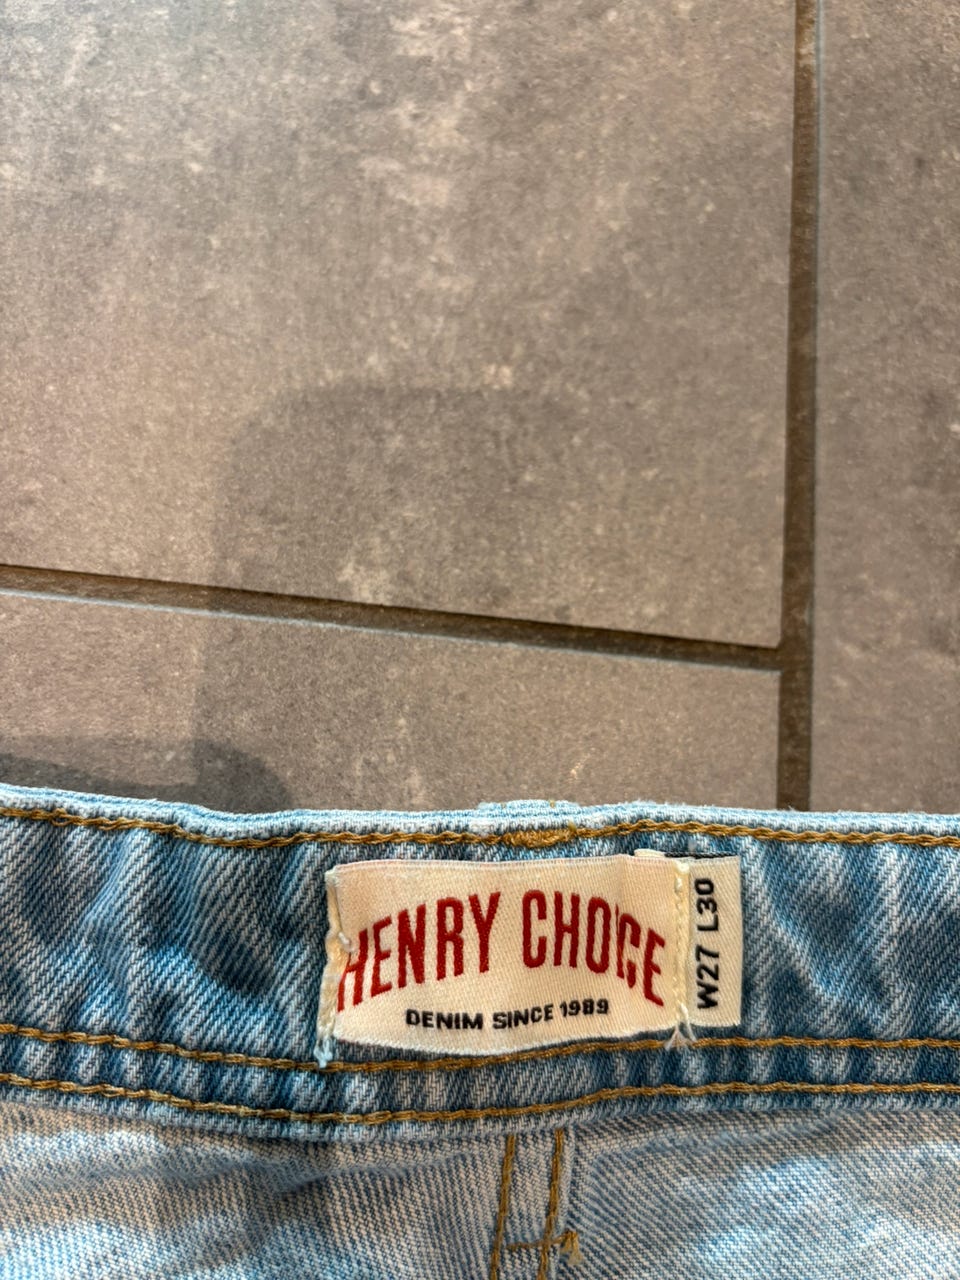 HENRY CHOICE
DENIM SINCE 1989
W27 L30